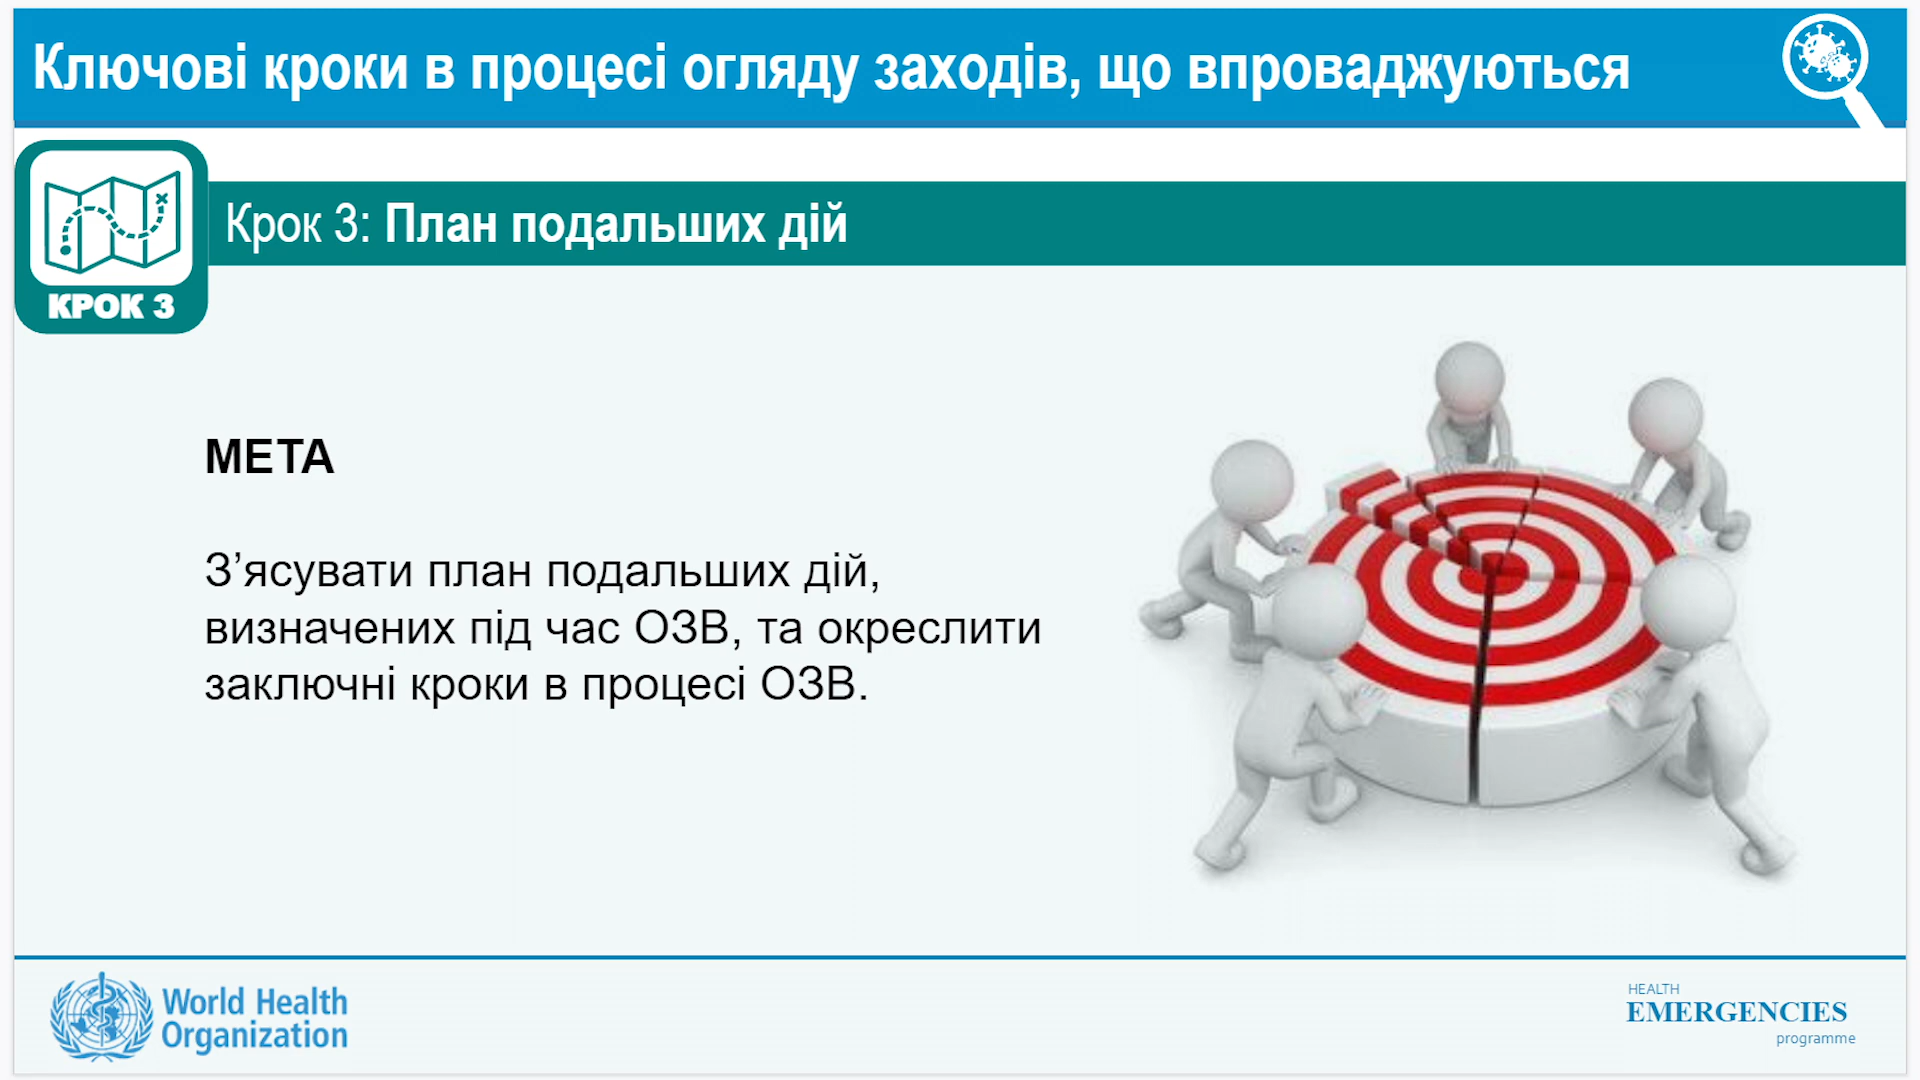 Ключові кроки в процесі огляду заходів, що впроваджуються
КРОК 3
Крок 3: План подальших дій
МЕТА
З’ясувати план подальших дій,
визначених під час ОЗВ, та окреслити
заключні кроки в процесі ОЗВ.
World Health
Organization
HEALTH
EMERGENCIES
programme